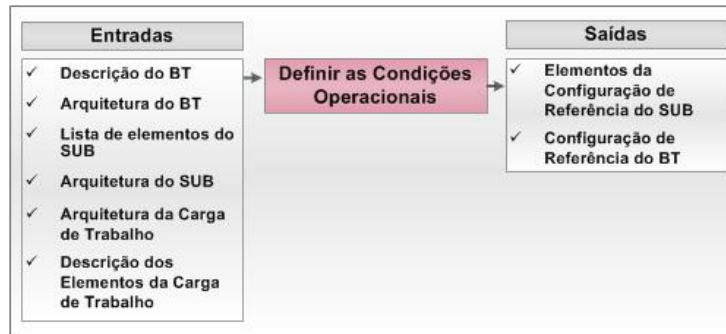 Entradas
✓ Descrição do BT
✓ Arquitetura do BT
✓ Lista de elementos do
SUB
✓ Arquitetura do SUB
✓ Arquitetura da Carga
de Trabalho
✓ Descrição dos
Elementos da Carga
de Trabalho
Definir as Condições
Operacionais
Saídas
✓ Elementos da
Configuração de
Referência do SUB
✓ Configuração de
Referência do BT